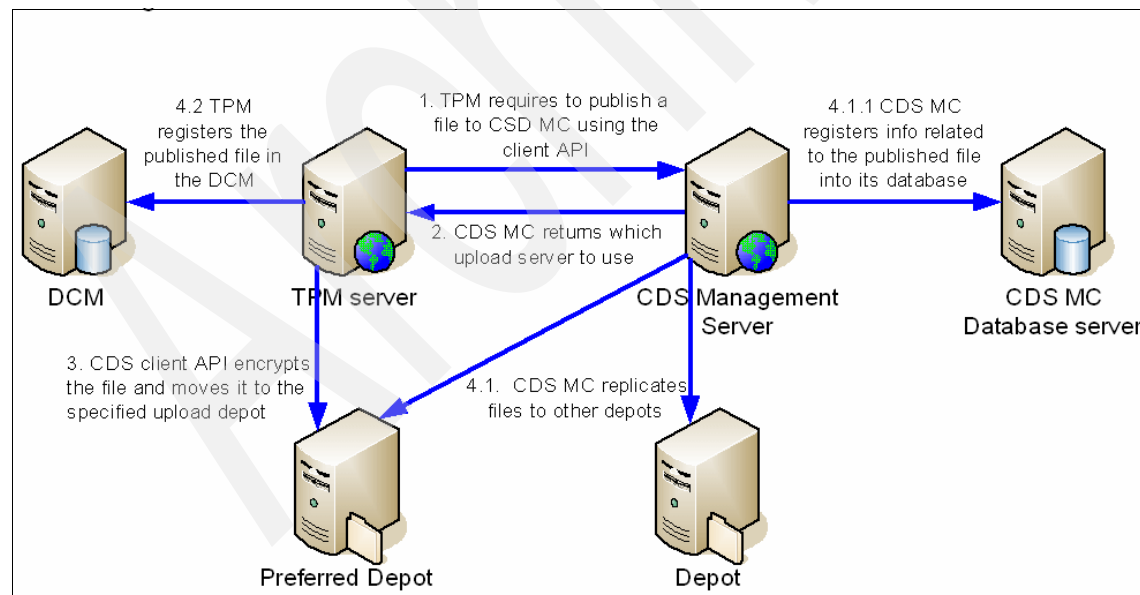 4.2 TPM
registers the
published file in
the DCM
1. TPM requires to publish a
file to CSD MC using the
client API
4.1.1 CDS MC
registers info related
to the published file
into its database
2. CDS MC returns which
upload server to use
DCM
TPM server
CDS Management
Server
CDS MC
Database server
3. CDS client API encrypts
the file and moves it to the
specified upload depot
4.1. CDS MC replicates
files to other depots
Preferred Depot
Depot